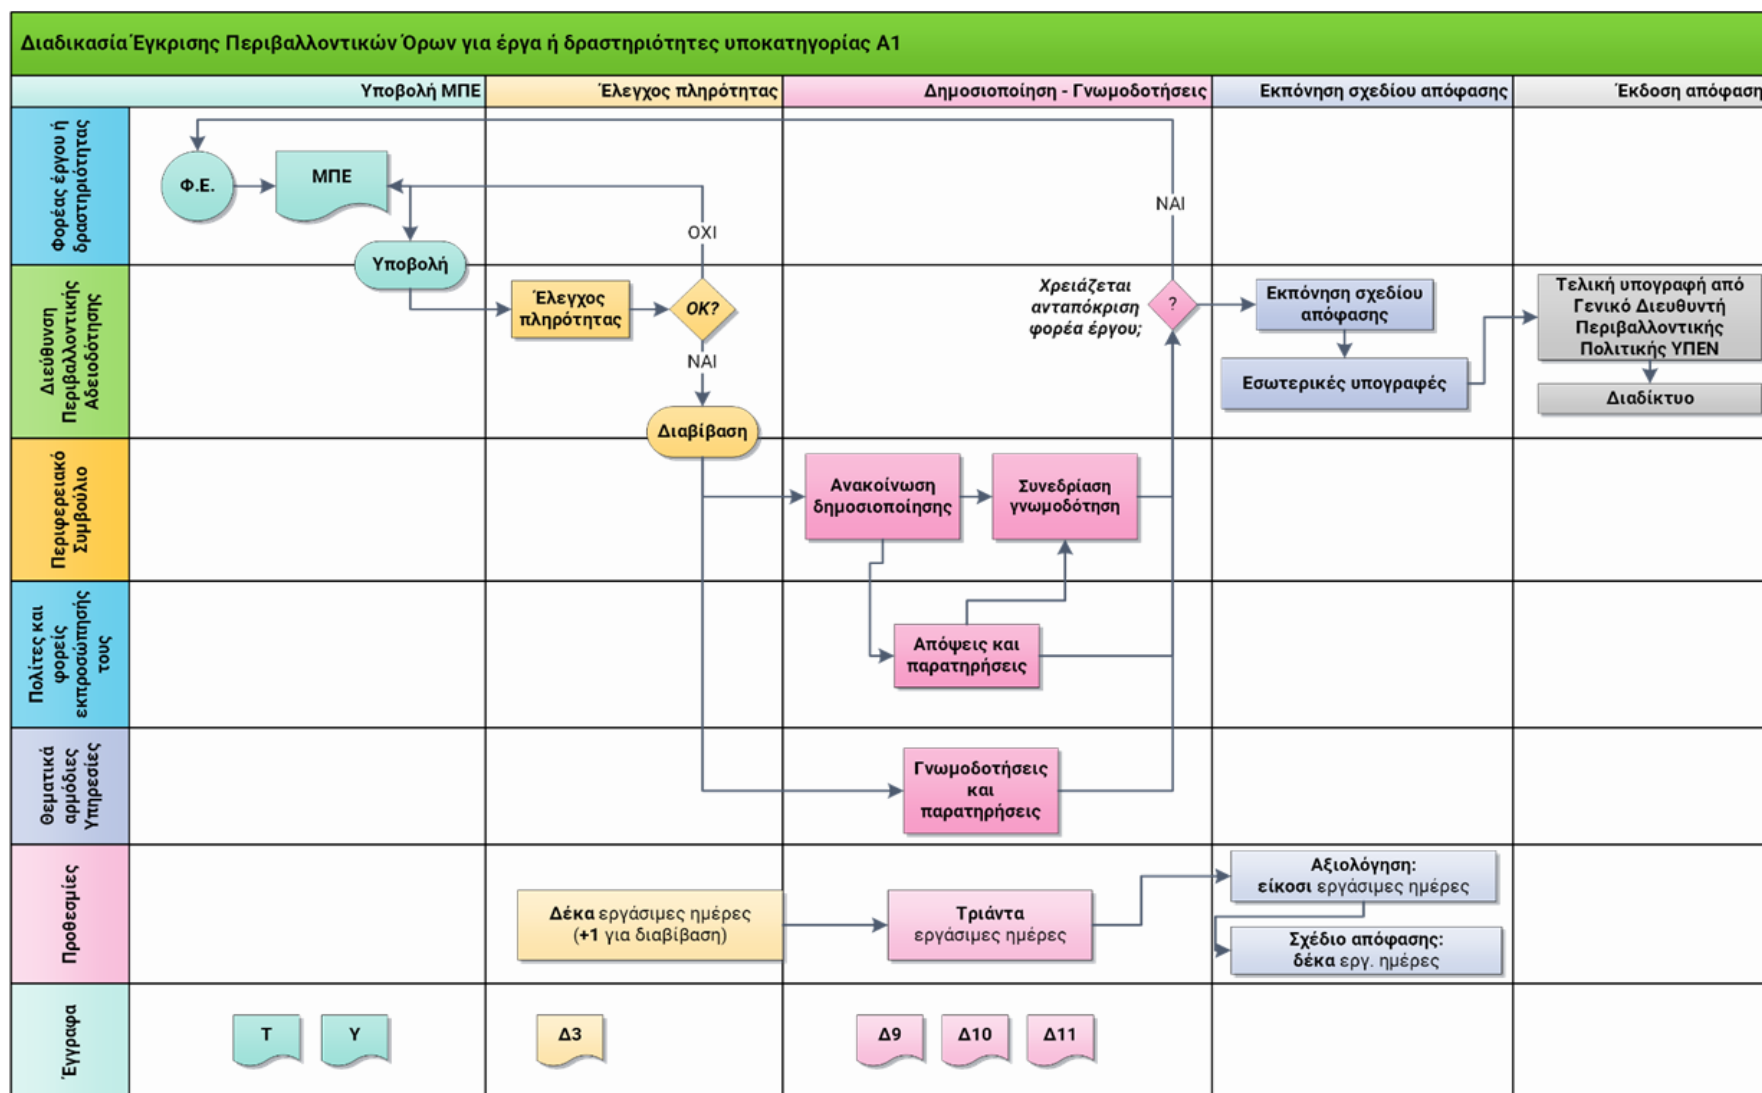 Διαδικασία Έγκρισης Περιβαλλοντικών Όρων για έργα ή δραστηριότητες υποκατηγορίας Α1
Υποβολή ΜΠΕ
Έλεγχος πληρότητας
Δημοσιοποίηση - Γνωμοδοτήσεις
Εκπόνηση σχεδίου απόφασης
Έκδοση απόφαση
Φορέας έργου ή
δραστηριότητας
Φ.Ε.
ΜΠΕ
Υποβολή
ΟΧΙ
ΝΑΙ
Διεύθυνση
Περιβαλλοντικής
Αδειοδότησης
Έλεγχος
πληρότητας
OK?
ΝΑΙ
Διαβίβαση
Χρειάζεται
ανταπόκριση
φορέα έργου;
?
Εκπόνηση σχεδίου
απόφασης
Εσωτερικές υπογραφές
Τελική υπογραφή από
Γενικό Διευθυντή
Περιβαλλοντικής
Πολιτικής ΥΠΕΝ
Διαδίκτυο
Περιφερειακό
Συμβούλιο
Ανακοίνωση
δημοσιοποίησης
Συνεδρίαση
γνωμοδότηση
Πολίτες και
φορείς
εκπροσώπησής
τους
Απόψεις και
παρατηρήσεις
Θεματικά
αρμόδιες
Υπηρεσίες
Γνωμοδοτήσεις
και
παρατηρήσεις
Προθεσμίες
Δέκα εργάσιμες ημέρες
(+1 για διαβίβαση)
Τριάντα
εργάσιμες ημέρες
Αξιολόγηση:
είκοσι εργάσιμες ημέρες
Σχέδιο απόφασης:
δέκα εργ. ημέρες
Έγγραφα
Τ
Υ
Δ3
Δ9
Δ10
Δ11